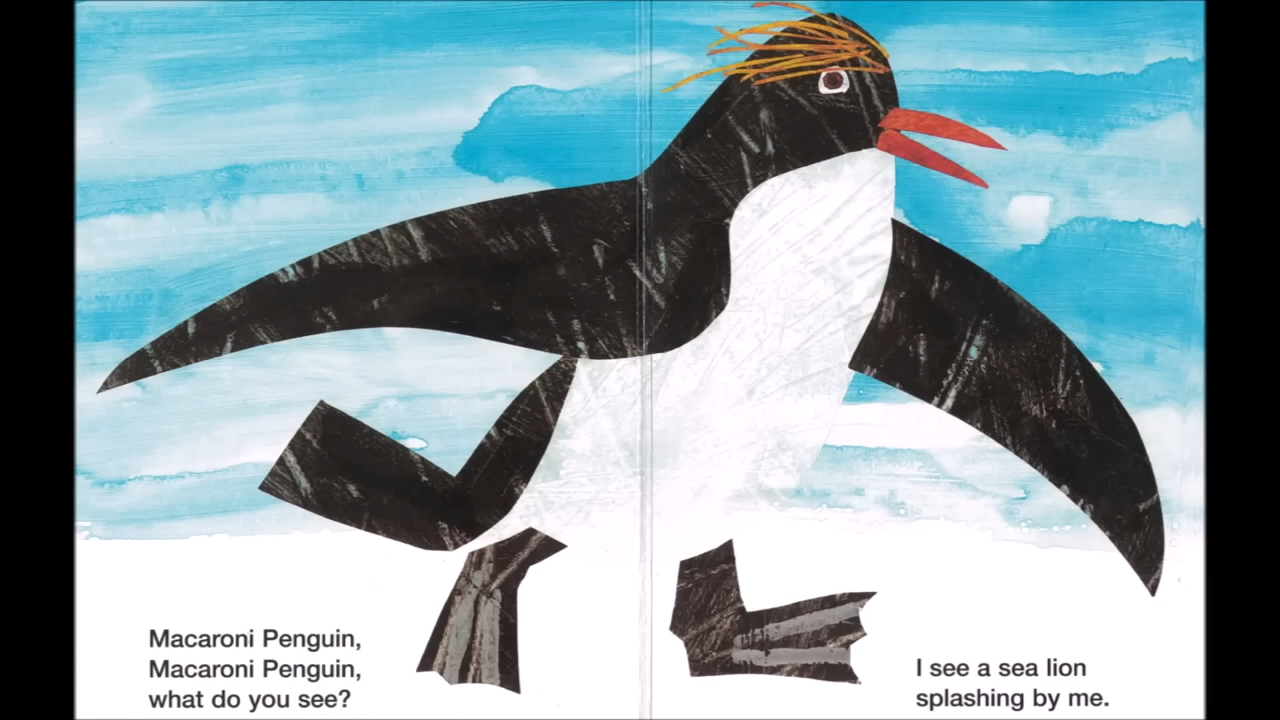 Macaroni Penguin,
Macaroni Penguin,
what do you see?
I see a sea lion
splashing by me.